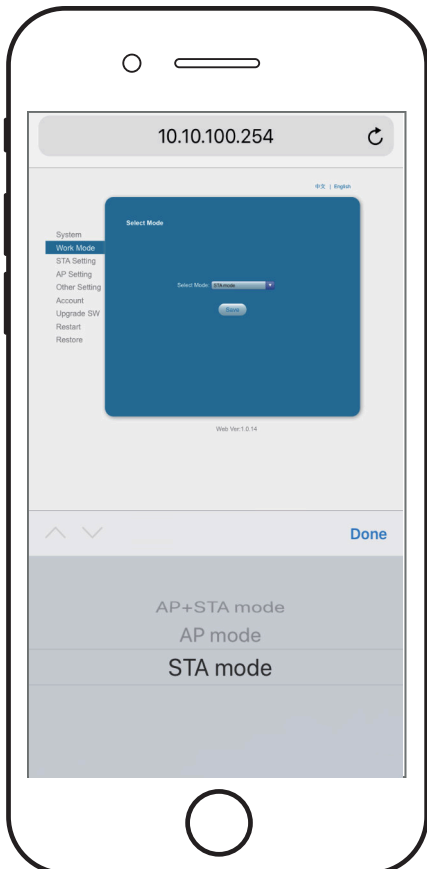 10.10.100.254
中文 | English
Select Mode
System
Work Mode
STA Setting
AP Setting
Other Setting
Account
Upgrade SW
Restart
Restore
Select Mode: STA mode
Save
Web Ver:1.0.14
Done
AP+STA mode
AP mode
STA mode